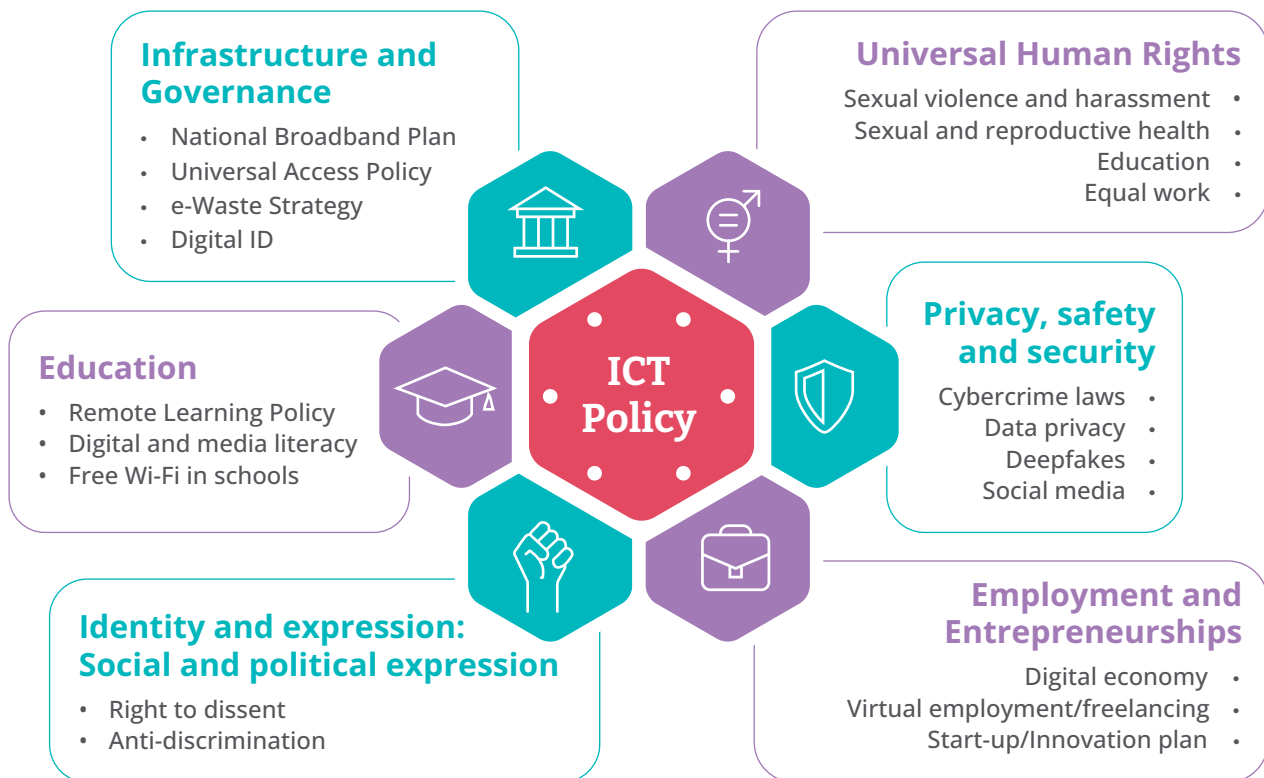 Infrastructure and
Governance
• National Broadband Plan
• Universal Access Policy
• e-Waste Strategy
• Digital ID
Universal Human Rights
Sexual violence and harassment •
Sexual and reproductive health •
Education •
Equal work •
Education
• Remote Learning Policy
• Digital and media literacy
• Free Wi-Fi in schools
ICT
Policy
Privacy, safety
and security
Cybercrime laws •
Data privacy •
Deepfakes •
Social media •
Identity and expression:
Social and political expression
• Right to dissent
• Anti-discrimination
Employment and
Entrepreneurships
Digital economy •
Virtual employment/freelancing •
Start-up/Innovation plan •